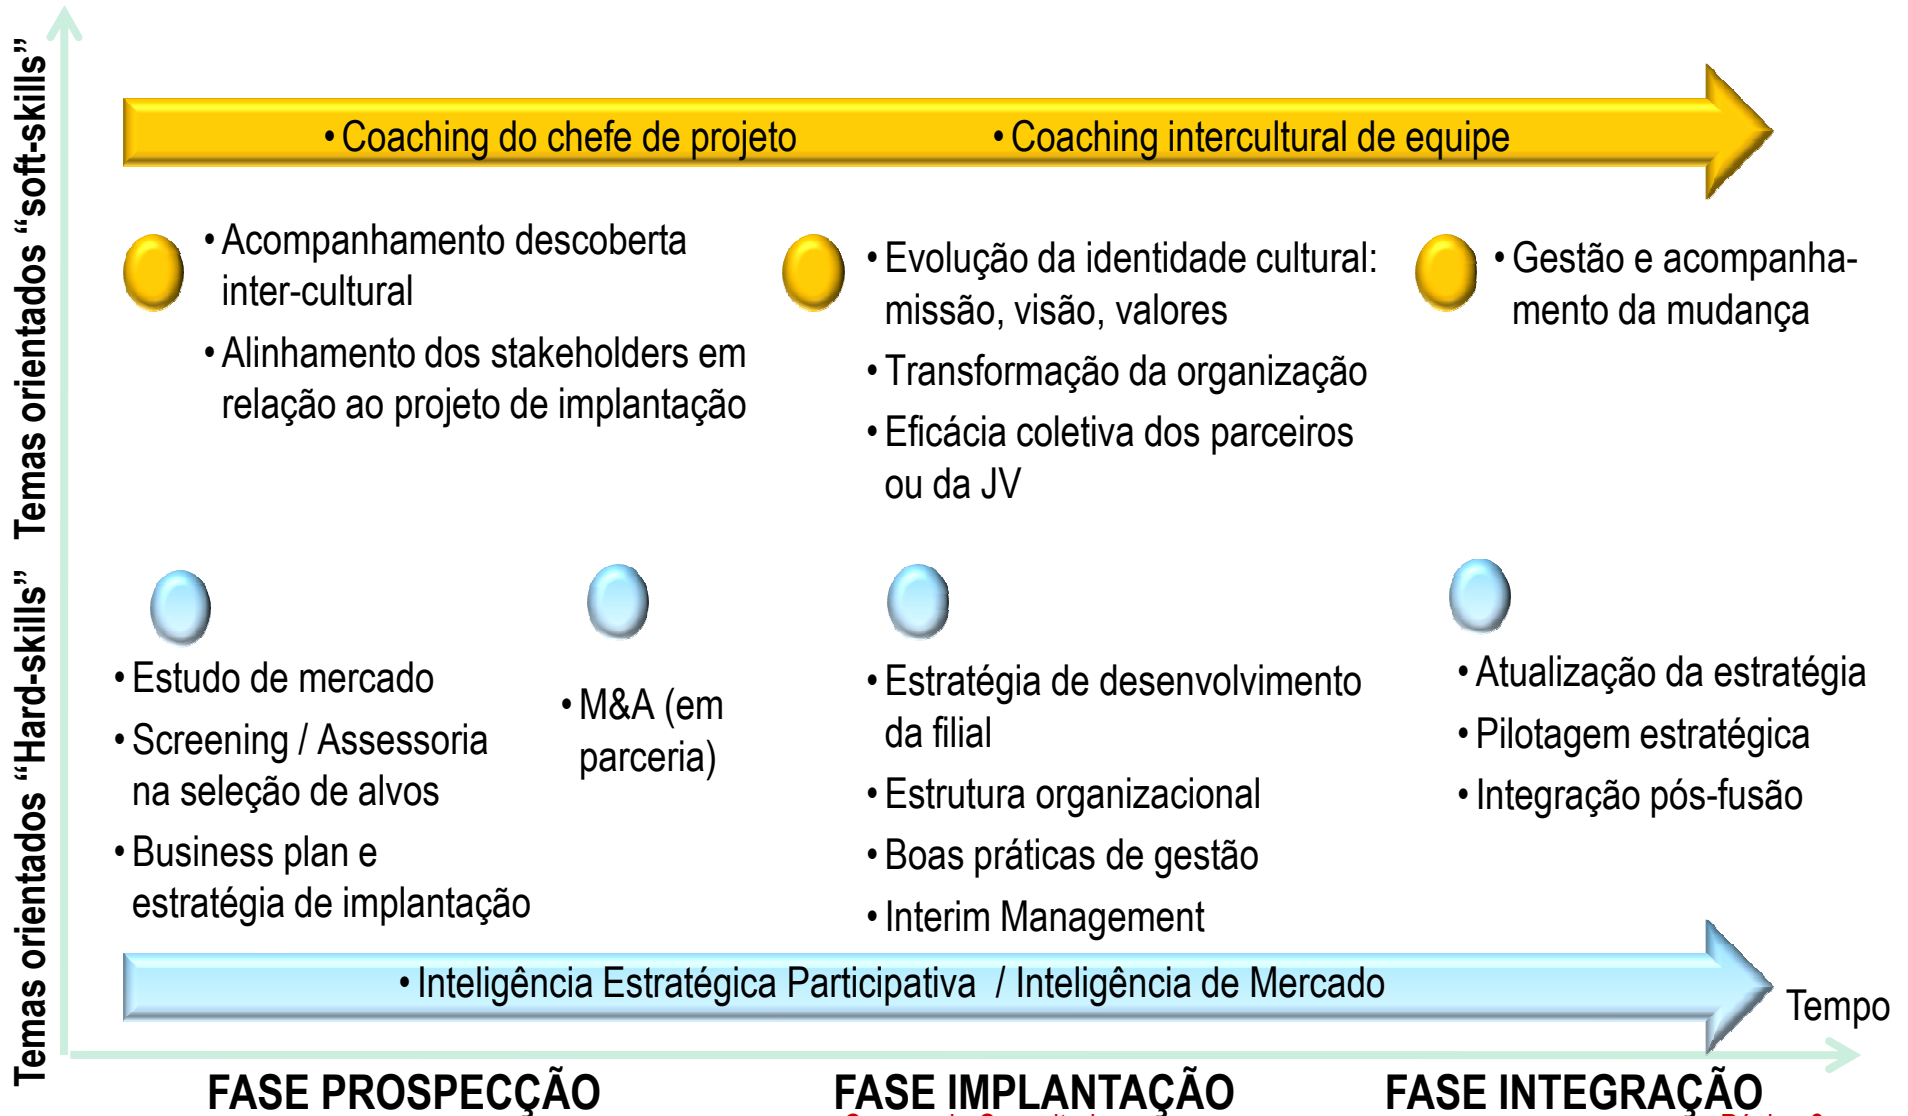 Temas orientados “soft-skills”
• Coaching do chefe de projeto
• Coaching intercultural de equipe
• Acompanhamento descoberta
inter-cultural
• Alinhamento dos stakeholders em
relação ao projeto de implantação
• Evolução da identidade cultural:
missão, visão, valores
• Transformação da organização
• Eficácia coletiva dos parceiros
ou da JV
• Gestão e acompanha-
mento da mudança
Temas orientados “Hard-skills”
• Estudo de mercado
• Screening / Assessoria
na seleção de alvos
• Business plan e
estratégia de implantação
• M&A (em
parceria)
• Estratégia de desenvolvimento
da filial
• Estrutura organizacional
• Boas práticas de gestão
• Interim Management
• Atualização da estratégia
• Pilotagem estratégica
• Integração pós-fusão
• Inteligência Estratégica Participativa / Inteligência de Mercado
Tempo
FASE PROSPECÇÃO
FASE IMPLANTAÇÃO
FASE INTEGRAÇÃO